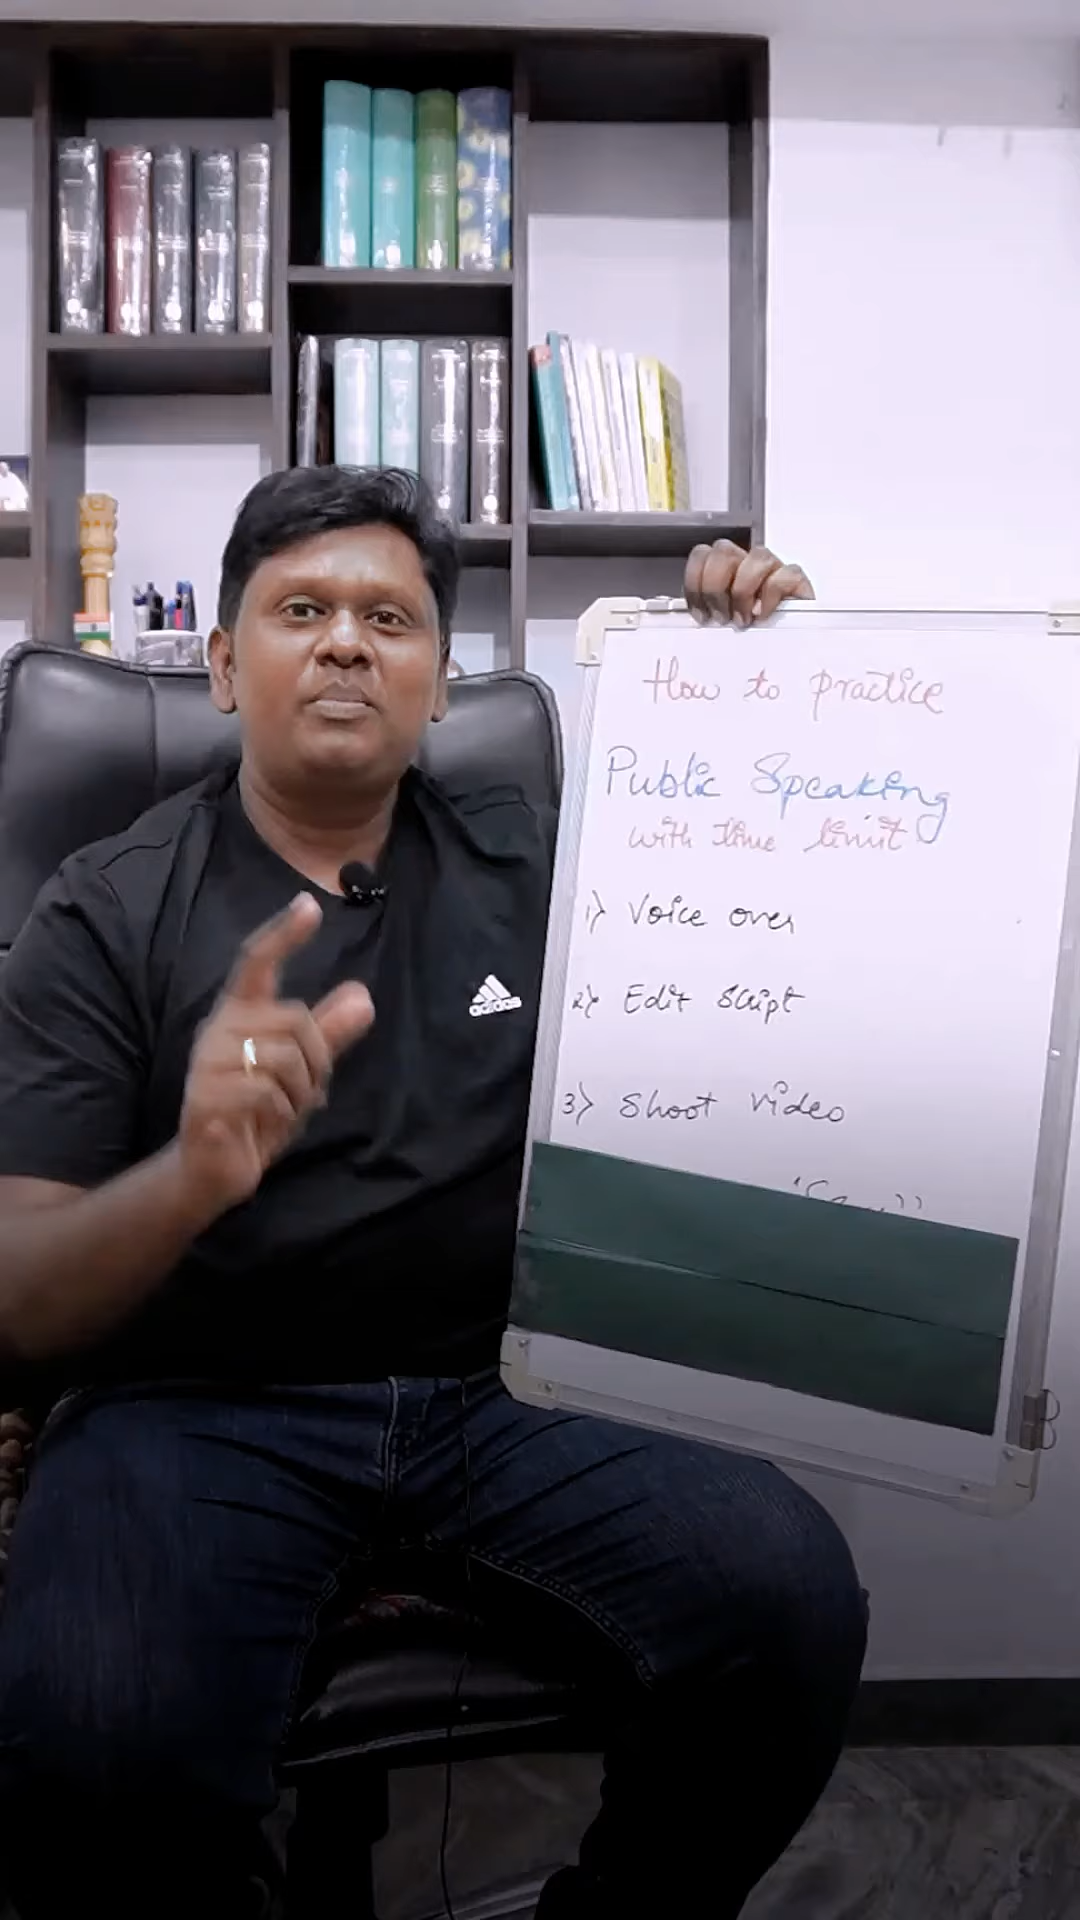 How to practice
Public Speaking
with time limit
1) Voice over
2) Edit Script
3) Shoot Video
adidas